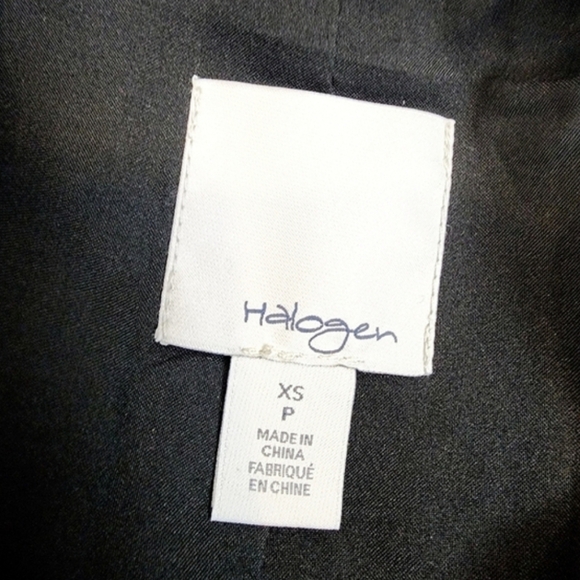 Halogen
XS
P
MADE IN
CHINA
FABRIQUÉ
EN CHINE